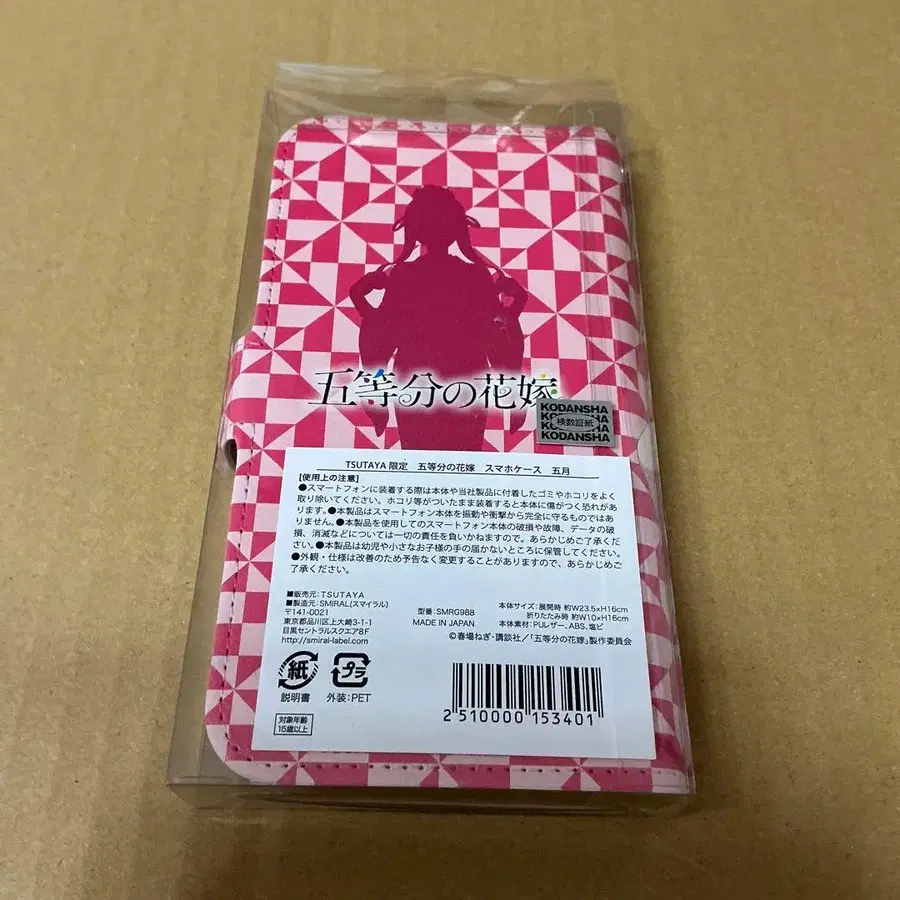 五等分の花嫁
KODANSHA
検数証紙
KODANSHA
TSUTAYA 限定　五等分の花嫁　スマホケース　五月
【使用上の注意】
●スマートフォンに装着する際は本体や当社製品に付着したゴミやホコリをよく
取り除いてください。ホコリ等がついたまま装着すると本体に傷がつく恐れがあ
ります。●本製品はスマートフォン本体を振動や衝撃から完全に守るものではあ
りません。●本製品を使用してのスマートフォン本体の破損や故障、データの破
損、消滅などについては一切の責任を負いかねますので。あらかじめご了承くだ
さい。●本製品は幼児や小さなお子様の手の届かないところに保管してください。
●外観・仕様は改善のため予告なく変更することがありますので、あらかじめご
了承ください。
■販売元：TSUTAYA
■製造元：SMIRAL(スマイラル)
〒141-0021
東京都品川区上大崎3-1-1
目黒セントラルスクエア8F
http://smiral-label.com
型番：SMRG988
MADE IN JAPAN
本体サイズ：展開時 約W23.5×H16cm
折りたたみ時 約W10×H16cm
本体素材：PUレザー、ABS、塩ビ
©春場ねぎ・講談社／「五等分の花嫁」製作委員会
紙
説明書
プラ
外装：PET
対象年齢
15歳以上
2 510000 153401